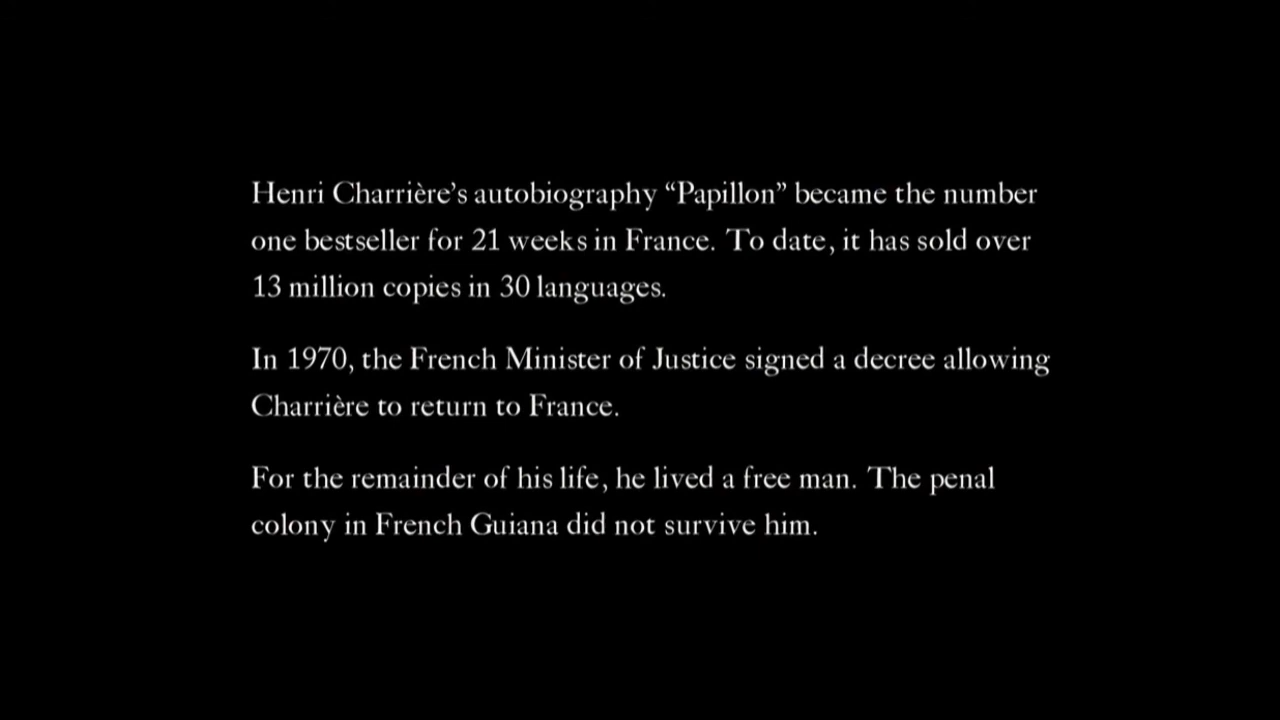 Henri Charrière’s autobiography “Papillon” became the number
one bestseller for 21 weeks in France. To date, it has sold over
13 million copies in 30 languages.
In 1970, the French Minister of Justice signed a decree allowing
Charrière to return to France.
For the remainder of his life, he lived a free man. The penal
colony in French Guiana did not survive him.